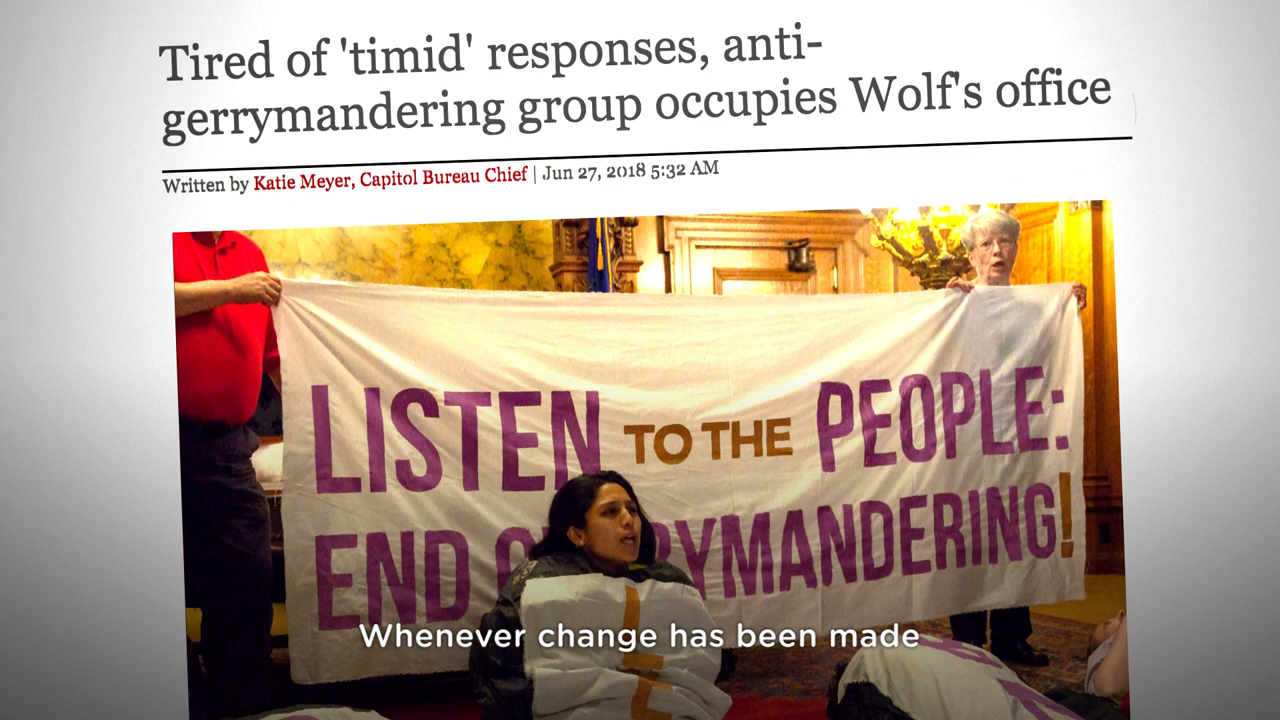 Tired of 'timid' responses, anti-
gerrymandering group occupies Wolf's office
Written by Katie Meyer, Capitol Bureau Chief | Jun 27, 2018 5:32 AM
LISTEN TO THE PEOPLE:
END G RYMANDERING!
Whenever change has been made